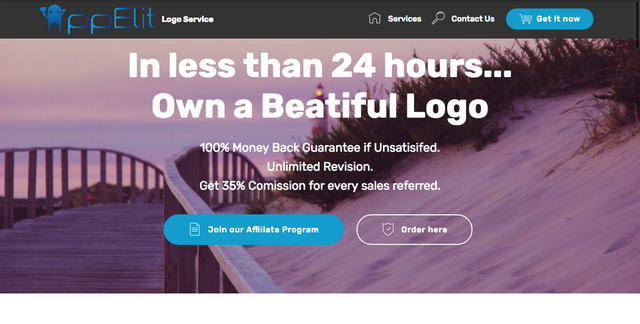 AppElit Logo Service Services Contact Us Get it now
In less than 24 hours...
Own a Beatiful Logo
100% Money Back Guarantee if Unsatisifed.
Unlimited Revision.
Get 35% Comission for every sales referred.
Join our Affiliate Program Order here